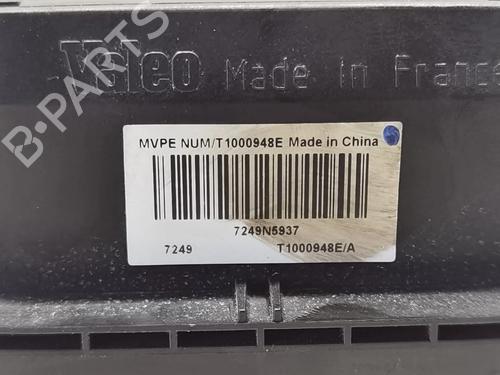 Valeo Made In France
MVPE NUM/T1000948E Made in China
7249N5937
7249 T1000948E/A
B-PARTS